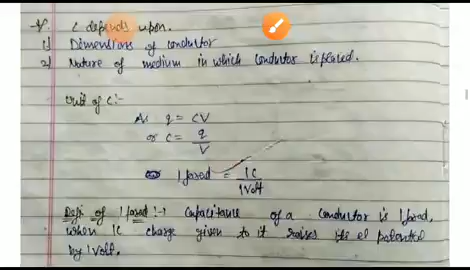 C depends upon.
1) Dimensions of conductor
2) Nature of medium in which conductor is placed.
Unit of C:-
As q = CV
or C = q/V
1 farad = 1C/1Volt
Defn of 1 farad :- Capacitance of a conductor is 1 farad,
when 1C charge given to it raises its el potential
by 1 Volt.